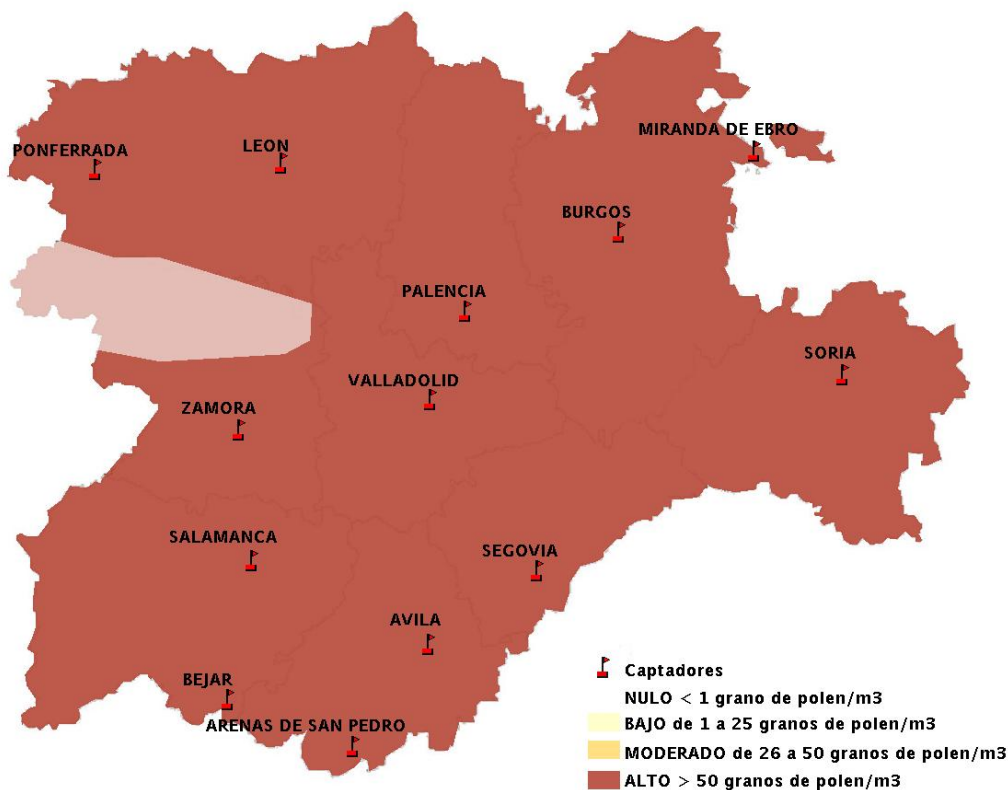 MIRANDA DE EBRO
LEON
PONFERRADA
BURGOS
PALENCIA
SORIA
VALLADOLID
ZAMORA
SALAMANCA
SEGOVIA
AVILA
BEJAR
ARENAS DE SAN PEDRO
Captadores
NULO < 1 grano de polen/m3
BAJO de 1 a 25 granos de polen/m3
MODERADO de 26 a 50 granos de polen/m3
ALTO > 50 granos de polen/m3